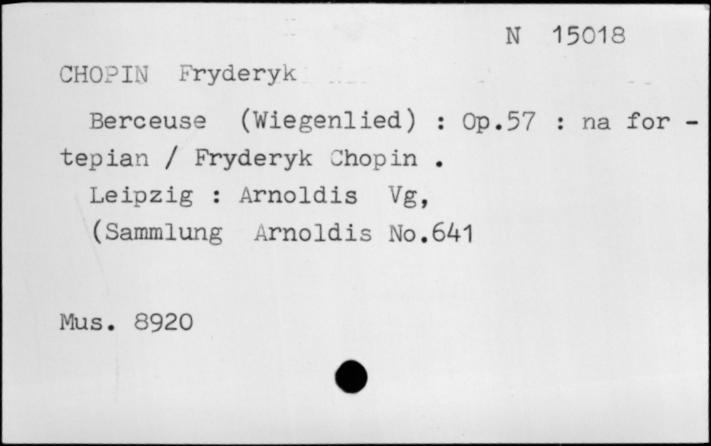 N 15018
CHOPIN Fryderyk
Berceuse (Wiegenlied) : Op.57 : na for -
tepian / Fryderyk Chopin .
Leipzig : Arnoldis Vg,
(Sammlung Arnoldis No.641
Mus. 8920